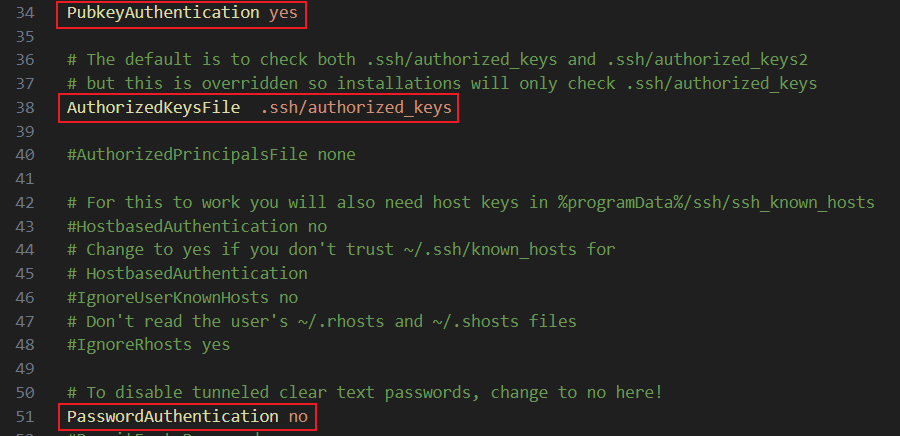 34 PubkeyAuthentication yes
35
36 # The default is to check both .ssh/authorized_keys and .ssh/authorized_keys2
37 # but this is overridden so installations will only check .ssh/authorized_keys
38 AuthorizedKeysFile  .ssh/authorized_keys
39
40 #AuthorizedPrincipalsFile none
41
42 # For this to work you will also need host keys in %programData%/ssh/ssh_known_hosts
43 #HostbasedAuthentication no
44 # Change to yes if you don't trust ~/.ssh/known_hosts for
45 # HostbasedAuthentication
46 #IgnoreUserKnownHosts no
47 # Don't read the user's ~/.rhosts and ~/.shosts files
48 #IgnoreRhosts yes
49
50 # To disable tunneled clear text passwords, change to no here!
51 PasswordAuthentication no